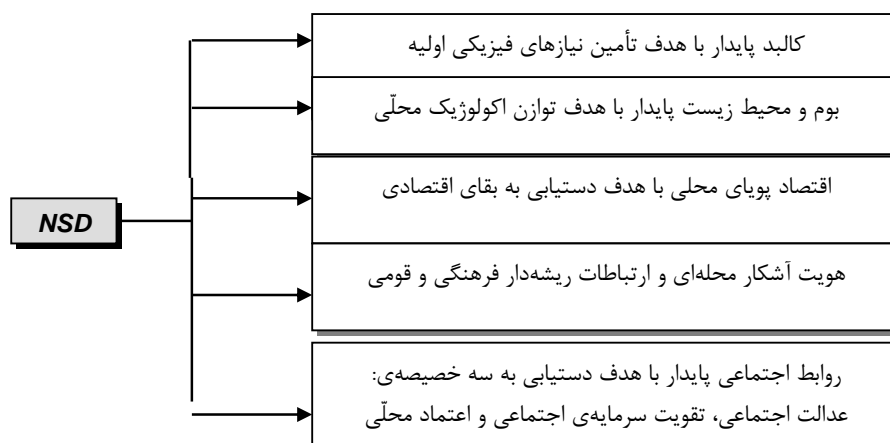 کالبد پایدار با هدف تأمین نیازهای فیزیکی اولیه
بوم و محیط زیست پایدار با هدف توازن اکولوژیک محلّی
اقتصاد پویای محلی با هدف دستیابی به بقای اقتصادی
NSD
هویت آشکار محله‌ای و ارتباطات ریشه‌دار فرهنگی و قومی
روابط اجتماعی پایدار با هدف دستیابی به سه خصیصه‌ی:
عدالت اجتماعی، تقویت سرمایه‌ی اجتماعی و اعتماد محلّی